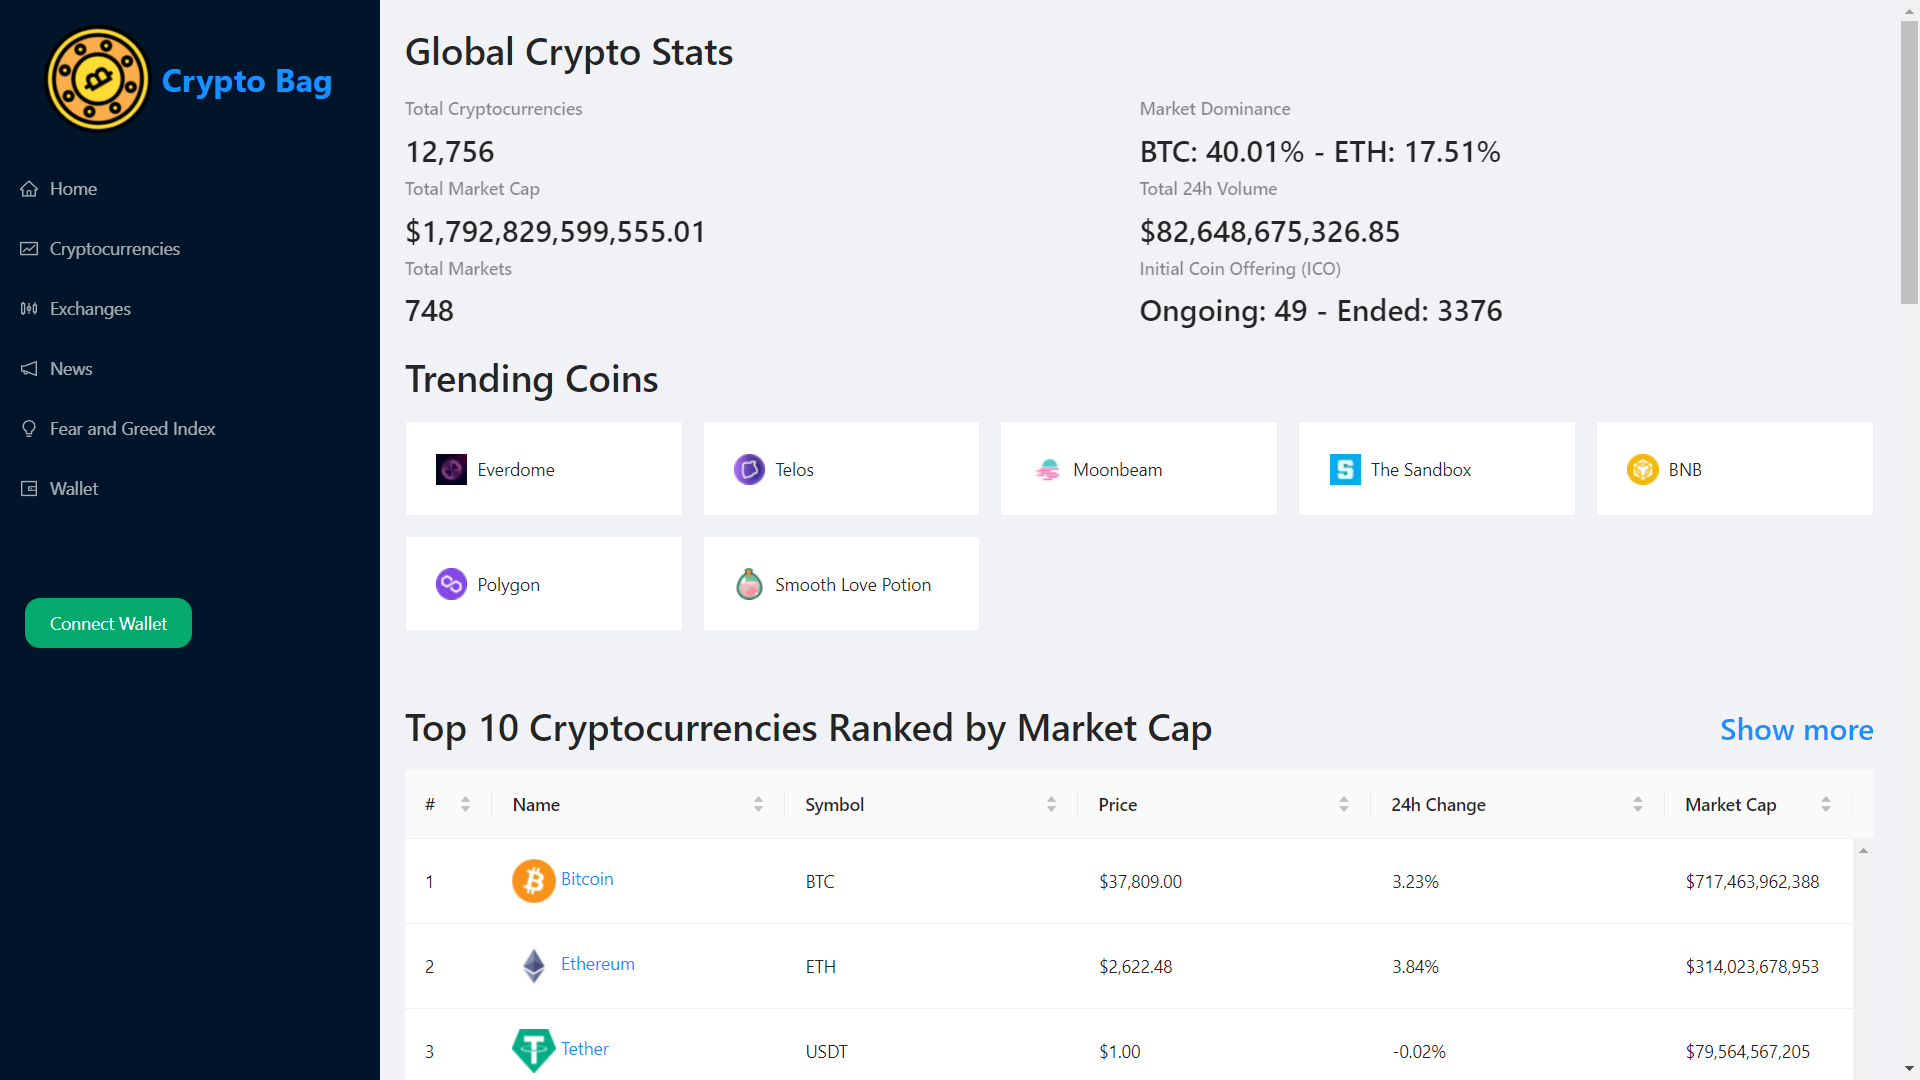 Crypto Bag
Home
Cryptocurrencies
Exchanges
News
Fear and Greed Index
Wallet
Connect Wallet
Global Crypto Stats
Total Cryptocurrencies
12,756
Market Dominance
BTC: 40.01% - ETH: 17.51%
Total Market Cap
$1,792,829,599,555.01
Total 24h Volume
$82,648,675,326.85
Total Markets
748
Initial Coin Offering (ICO)
Ongoing: 49 - Ended: 3376
Trending Coins
Everdome
Telos
Moonbeam
The Sandbox
BNB
Polygon
Smooth Love Potion
Top 10 Cryptocurrencies Ranked by Market Cap
Show more
# Name Symbol Price 24h Change Market Cap
1 Bitcoin BTC $37,809.00 3.23% $717,463,962,388
2 Ethereum ETH $2,622.48 3.84% $314,023,678,953
3 Tether USDT $1.00 -0.02% $79,564,567,205